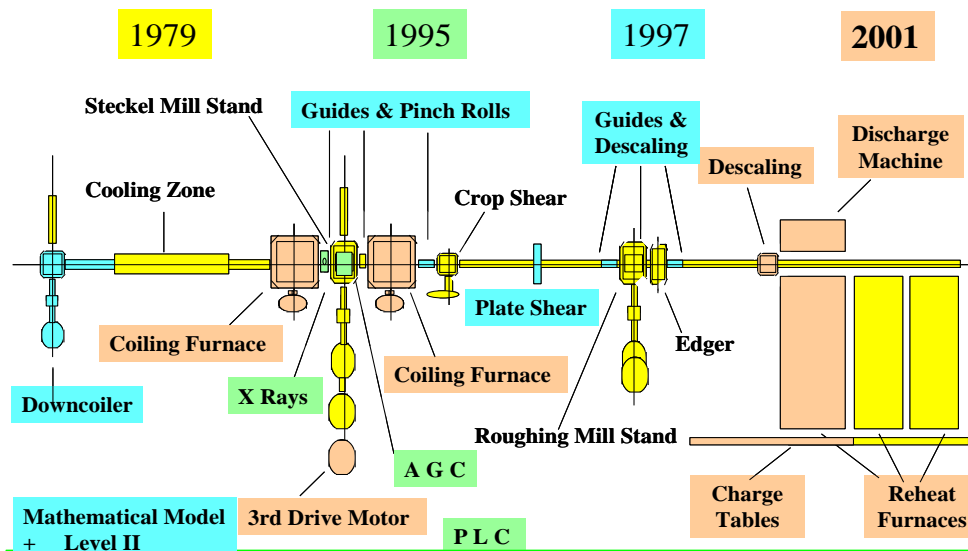 1979
1995
1997
2001
Steckel Mill Stand
Guides & Pinch Rolls
Guides &
Descaling
Discharge
Machine
Descaling
Cooling Zone
Crop Shear
Plate Shear
Coiling Furnace
Coiling Furnace
Edger
Downcoiler
X Rays
Roughing Mill Stand
A G C
Mathematical Model
+ Level II
3rd Drive Motor
P L C
Charge
Tables
Reheat
Furnaces